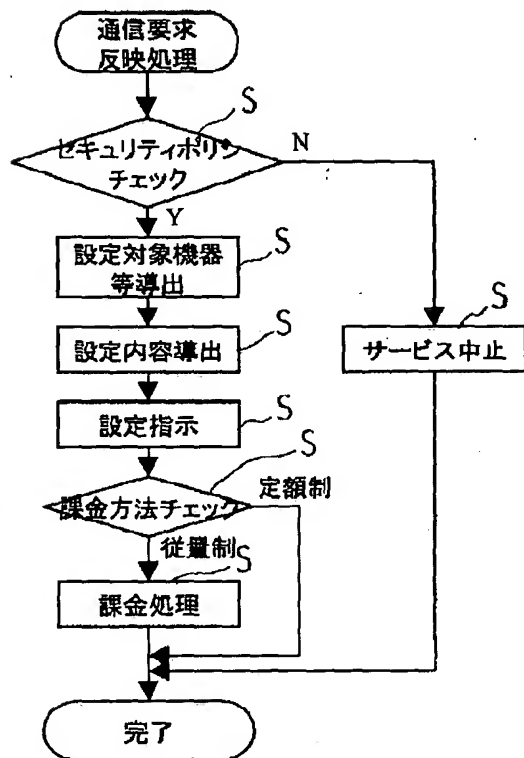 通信要求
反映処理
S
セキュリティポリシ
チェック
N
Y
設定対象機器
等導出
S
設定内容導出
S
サービス中止
S
設定指示
S
課金方法チェック
S
定額制
従量制
課金処理
S
完了